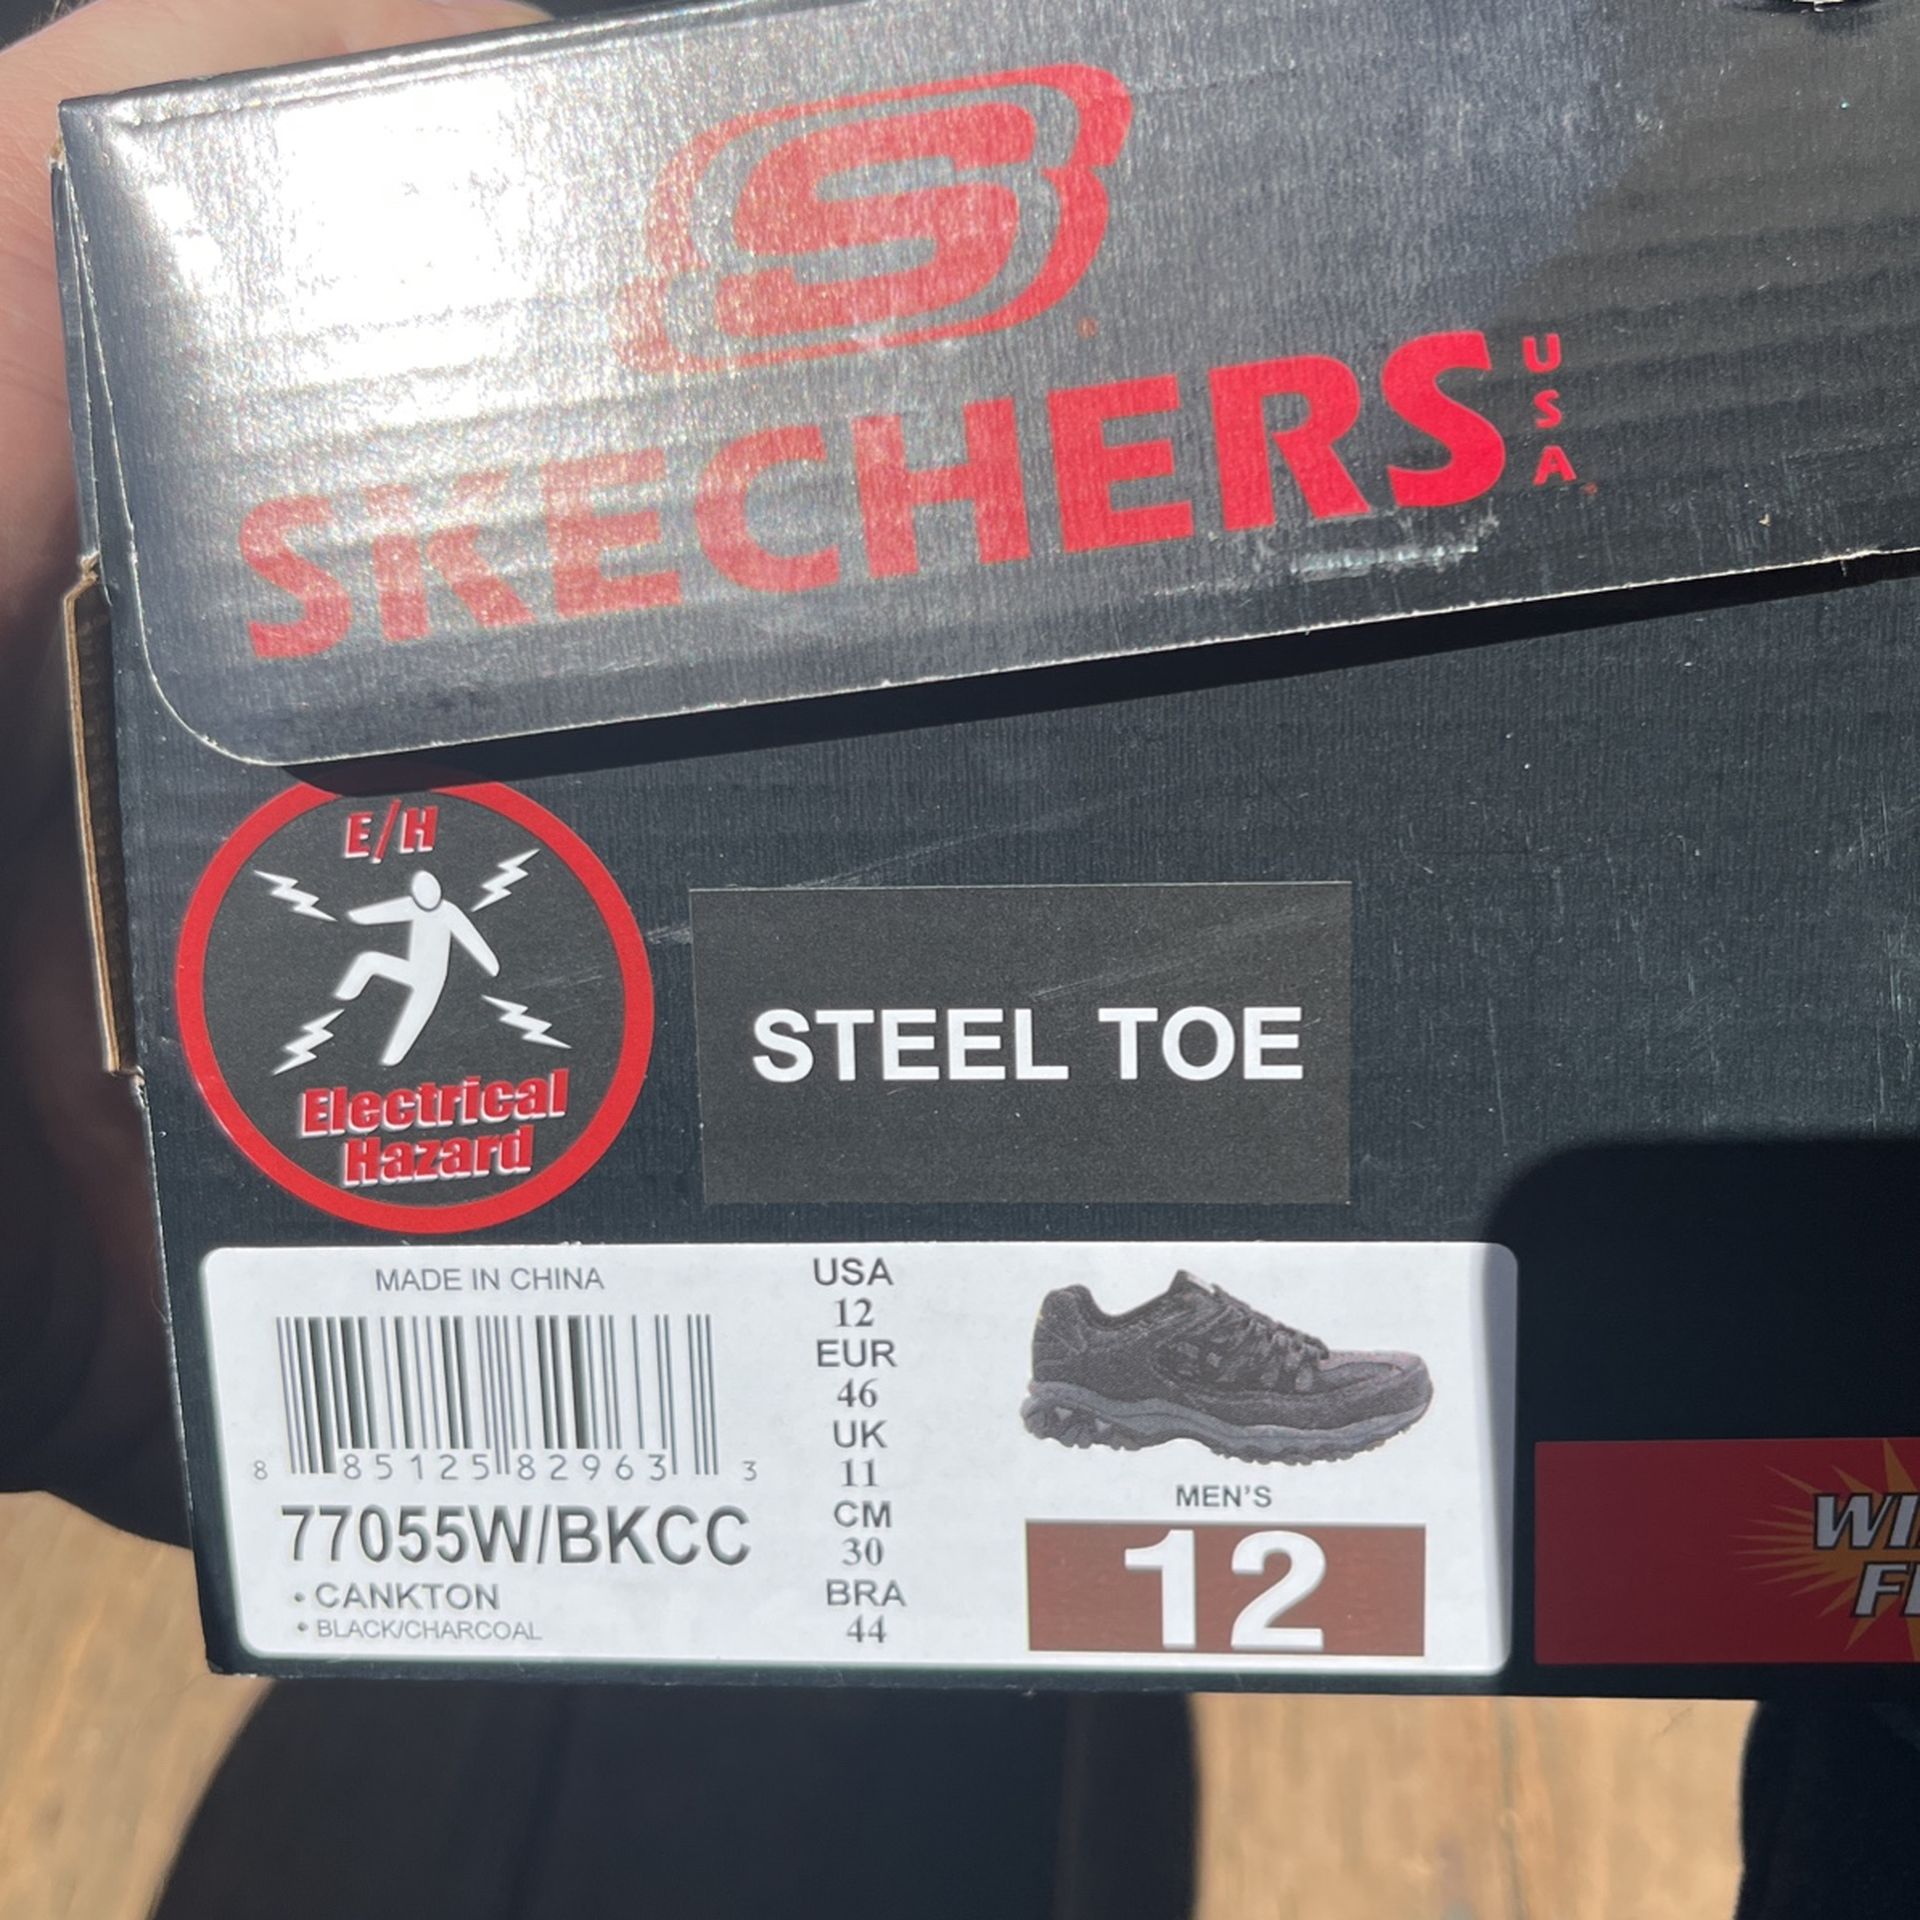 S
SKECHERS USA
E/H
Electrical
Hazard
STEEL TOE
MADE IN CHINA
8 85125 82963 3
77055W/BKCC
• CANKTON
• BLACK/CHARCOAL
USA
12
EUR
46
UK
11
CM
30
BRA
44
MEN'S
12